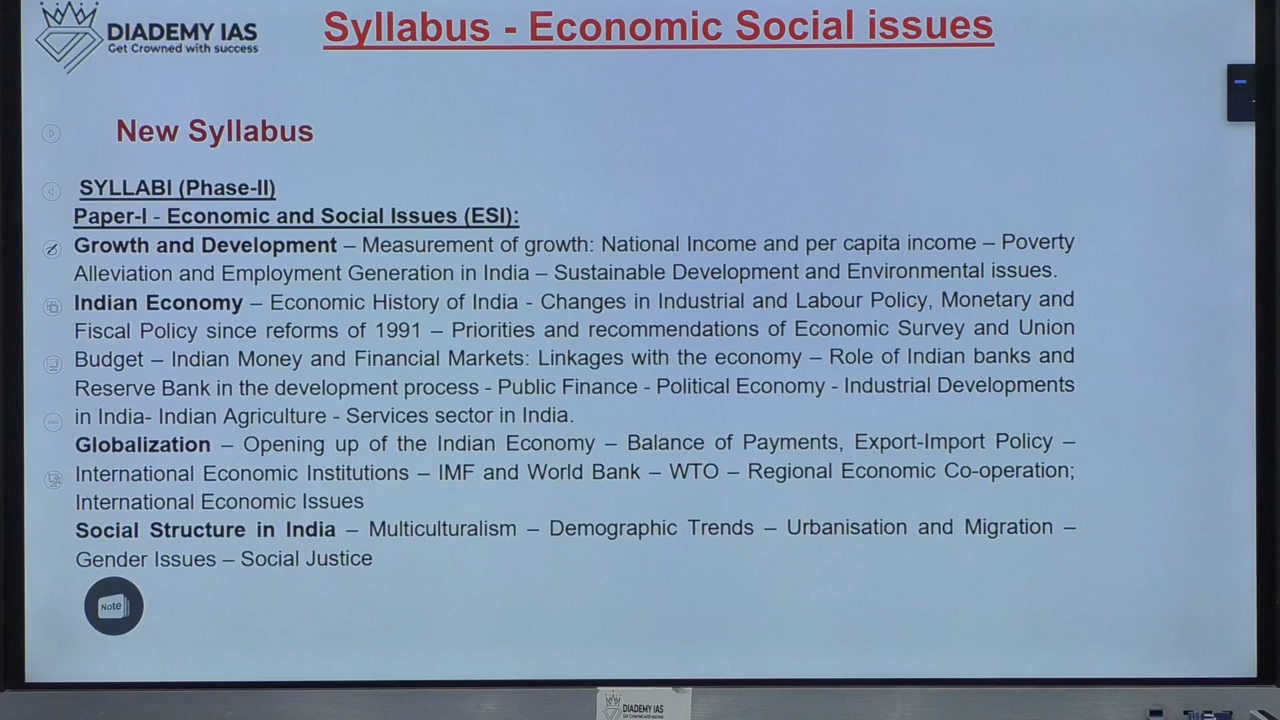 DIADEMY IAS
Get Crowned with success
Syllabus - Economic Social issues
New Syllabus
SYLLABI (Phase-II)
Paper-I - Economic and Social Issues (ESI):
Growth and Development – Measurement of growth: National Income and per capita income – Poverty
Alleviation and Employment Generation in India – Sustainable Development and Environmental issues.
Indian Economy – Economic History of India - Changes in Industrial and Labour Policy, Monetary and
Fiscal Policy since reforms of 1991 – Priorities and recommendations of Economic Survey and Union
Budget – Indian Money and Financial Markets: Linkages with the economy – Role of Indian banks and
Reserve Bank in the development process - Public Finance - Political Economy - Industrial Developments
in India- Indian Agriculture - Services sector in India.
Globalization – Opening up of the Indian Economy – Balance of Payments, Export-Import Policy –
International Economic Institutions – IMF and World Bank – WTO – Regional Economic Co-operation;
International Economic Issues
Social Structure in India – Multiculturalism – Demographic Trends – Urbanisation and Migration –
Gender Issues – Social Justice
Note
DIADEMY IAS
Get Crowned with success